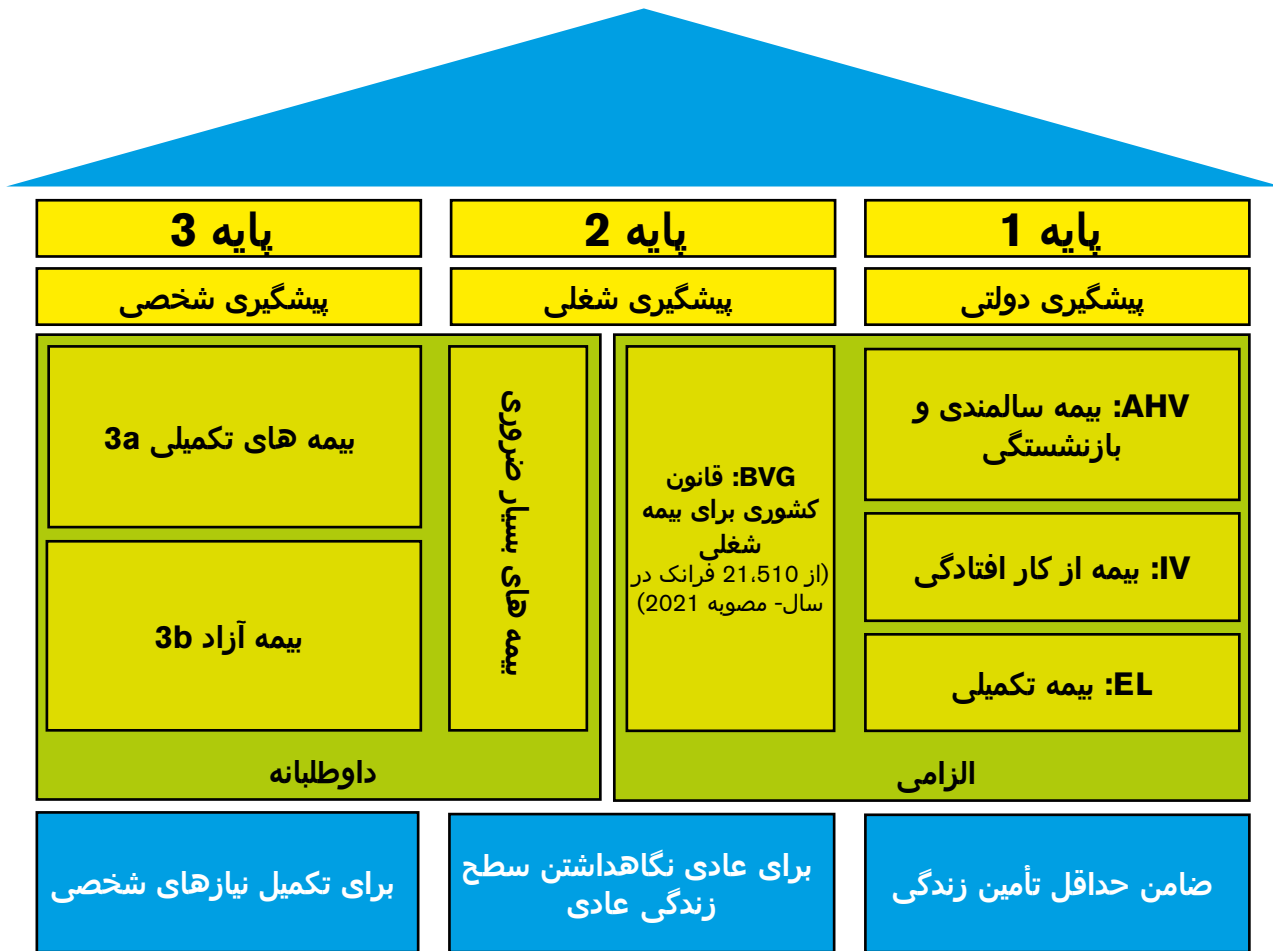 پایه 1
پایه 2
پایه 3
پیشگیری دولتی
پیشگیری شغلی
پیشگیری شخصی
AHV: بیمه سالمندی و
بازنشستگی
IV: بیمه از کار افتادگی
EL: بیمه تکمیلی
BVG: قانون
کشوری برای بیمه
شغلی
(از 21،510 فرانک در
سال- مصوبه 2021)
الزامی
بیمه های بسیار ضروری
بیمه های تکمیلی 3a
بیمه آزاد 3b
داوطلبانه
ضامن حداقل تأمین زندگی
برای عادی نگاهداشتن سطح
زندگی عادی
برای تکمیل نیازهای شخصی